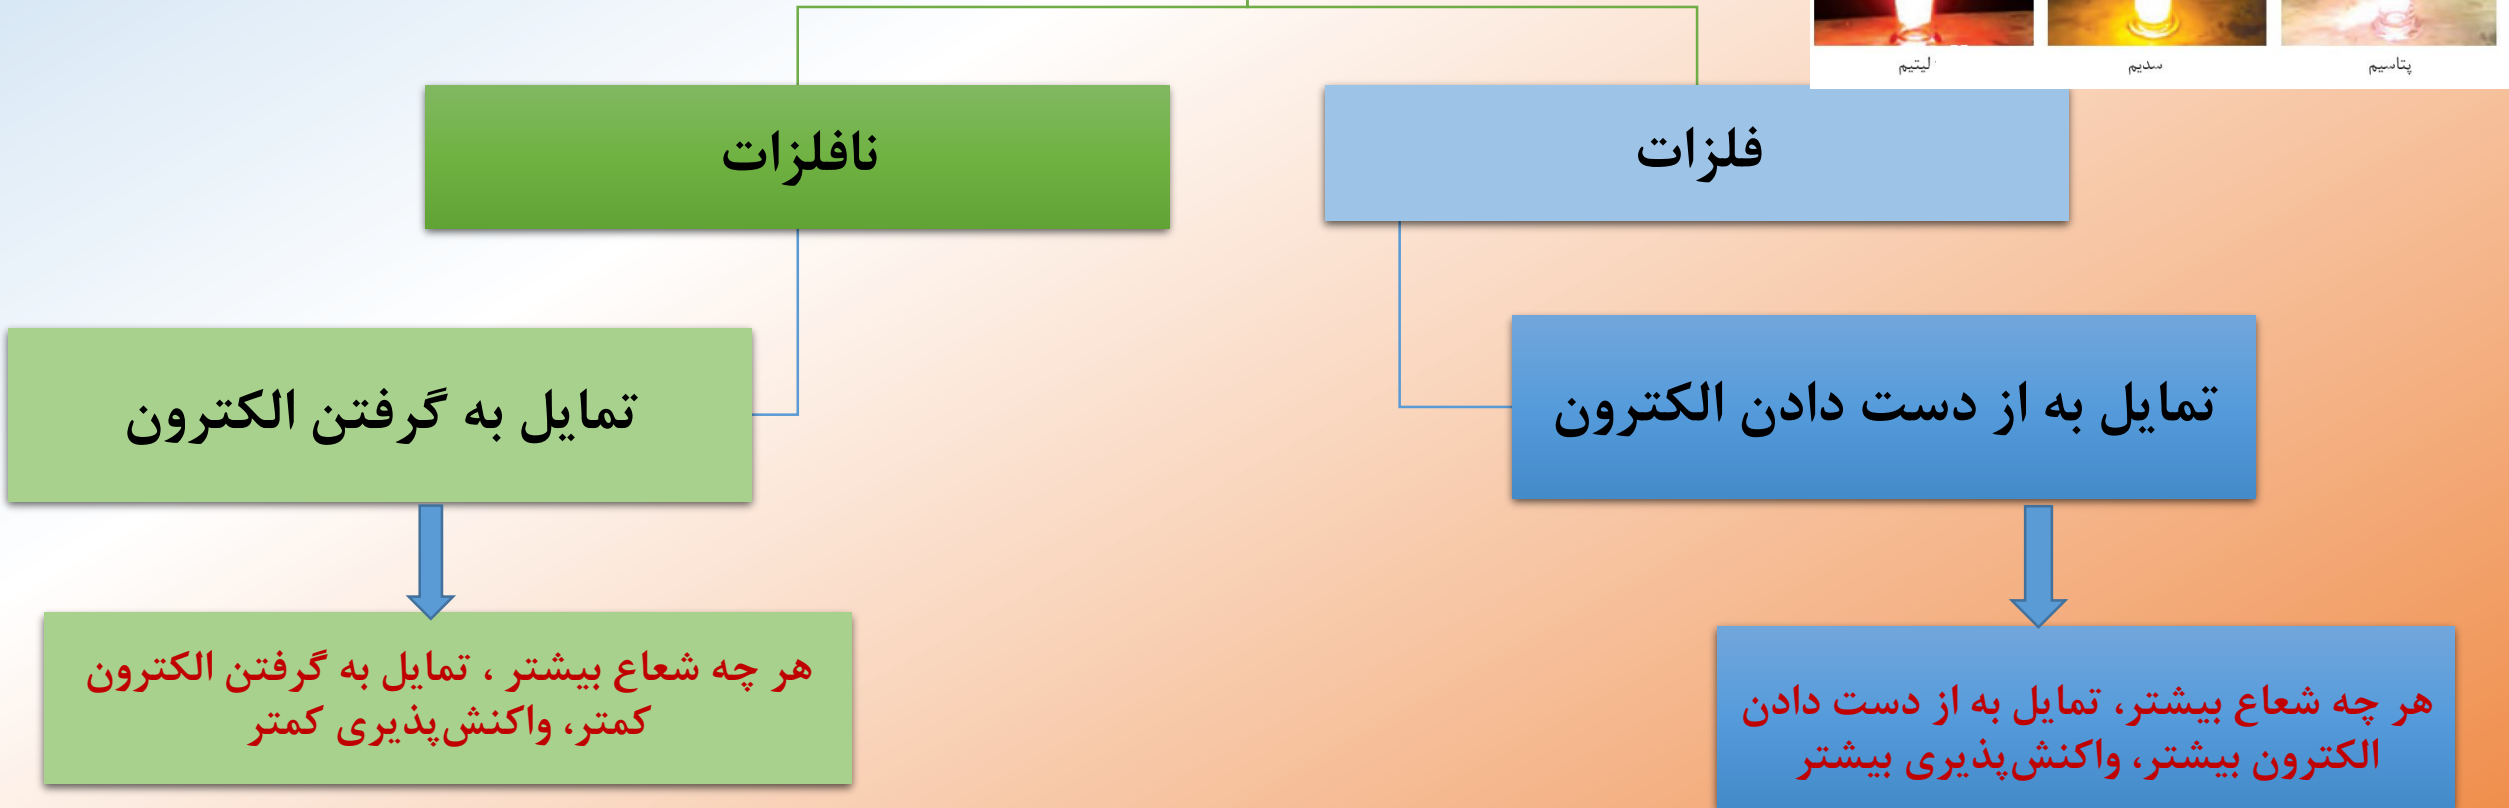 لیتیم
سدیم
پتاسیم
فلزات
نافلزات
تمایل به از دست دادن الکترون
تمایل به گرفتن الکترون
هر چه شعاع بیشتر، تمایل به از دست دادن
الکترون بیشتر، واکنش‌پذیری بیشتر
هر چه شعاع بیشتر ، تمایل به گرفتن الکترون
کمتر، واکنش پذیری کمتر